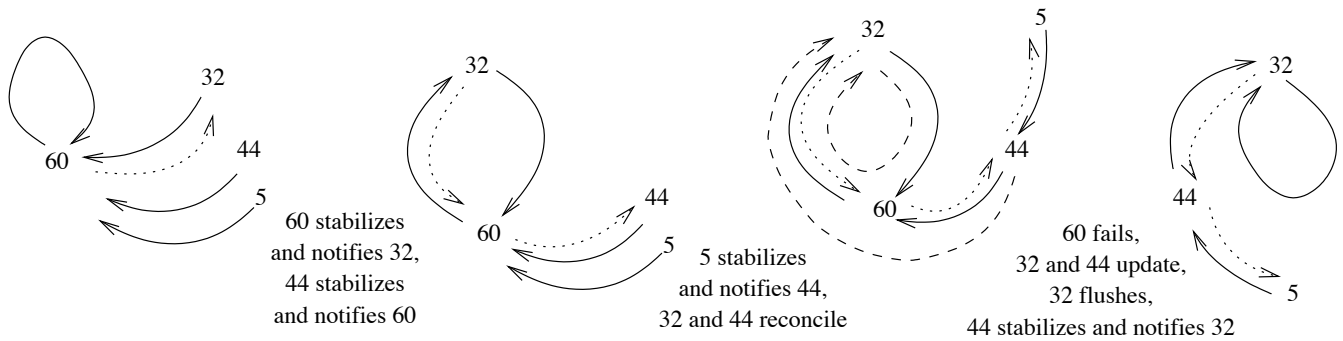 32
60
44
5
60 stabilizes
and notifies 32,
44 stabilizes
and notifies 60
32
60
44
5
5 stabilizes
and notifies 44,
32 and 44 reconcile
32
5
44
60
60 fails,
32 and 44 update,
32 flushes,
44 stabilizes and notifies 32
32
44
5